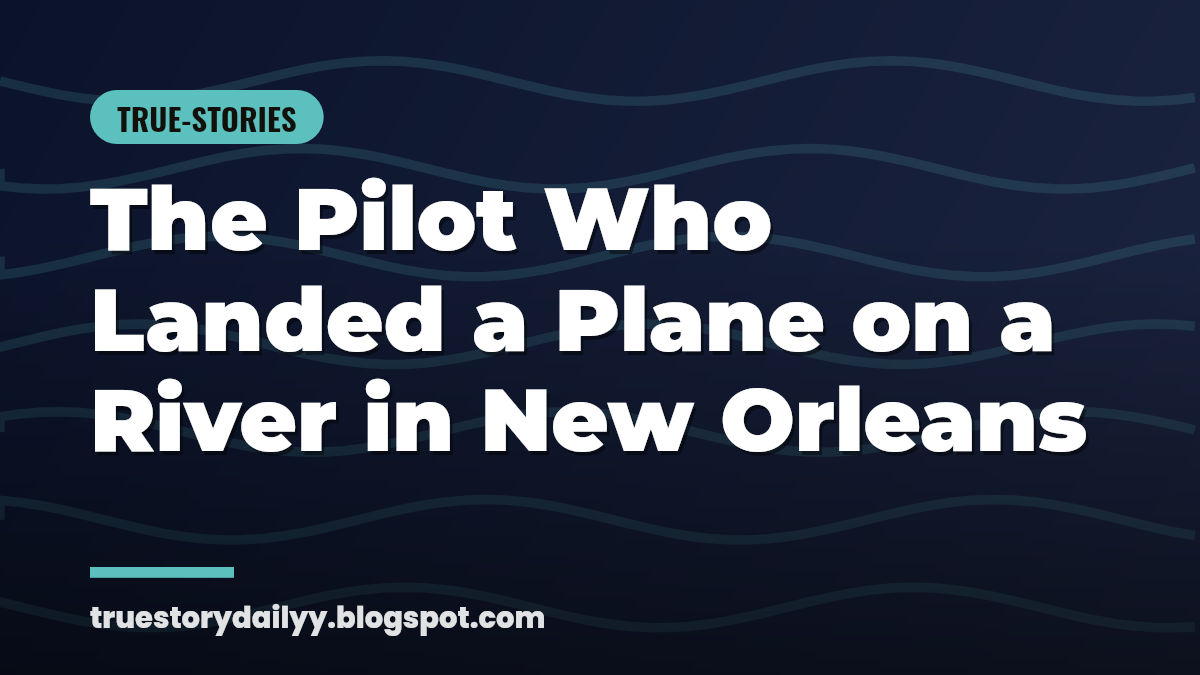 TRUE-STORIES
The Pilot Who
Landed a Plane on a
River in New Orleans
truestorydailyy.blogspot.com